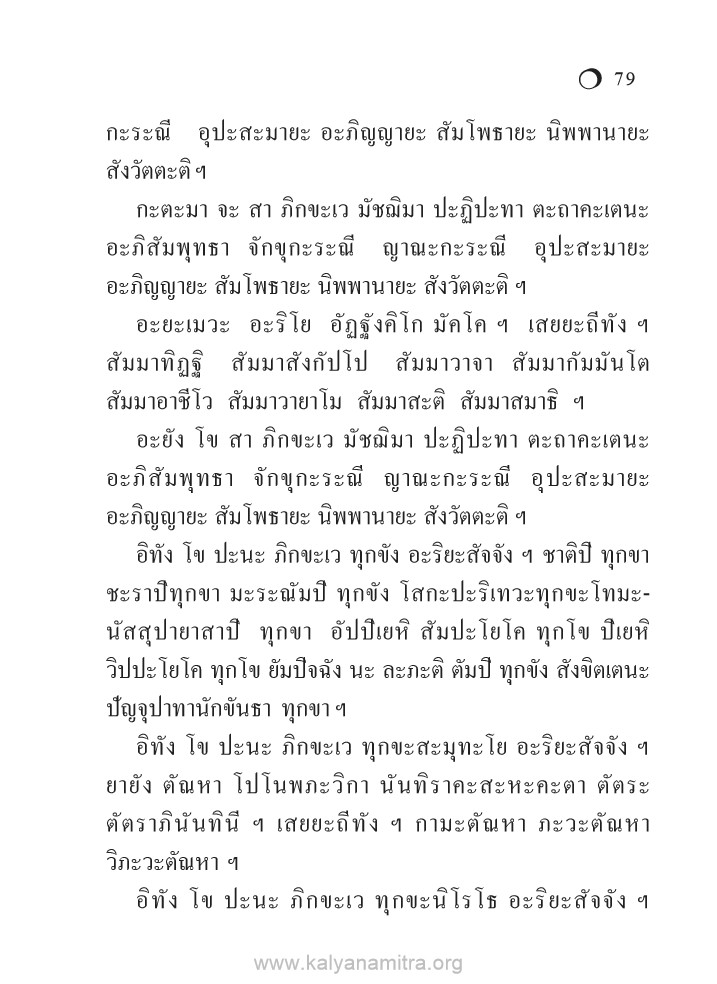 79
กะระณี อุปะสะมายะ อะภิญญายะ สัมโพธายะ นิพพานายะ
สังวัตตะติ ฯ
กะตะมา จะ สา ภิกขะเว มัชฌิมา ปะฏิปะทา ตะถาคะเตนะ
อะภิสัมพุทธา จักขุกะระณี ญาณะกะระณี อุปะสะมายะ
อะภิญญายะ สัมโพธายะ นิพพานายะ สังวัตตะติ ฯ
อะยะเมวะ อะริโย อัฏฐังคิโก มัคโค ฯ เสยยะถีทัง ฯ
สัมมาทิฏฐิ สัมมาสังกัปโป สัมมาวาจา สัมมากัมมันโต
สัมมาอาชีโว สัมมาวายาโม สัมมาสะติ สัมมาสมาธิ ฯ
อะยัง โข สา ภิกขะเว มัชฌิมา ปะฏิปะทา ตะถาคะเตนะ
อะภิสัมพุทธา จักขุกะระณี ญาณะกะระณี อุปะสะมายะ
อะภิญญายะ สัมโพธายะ นิพพานายะ สังวัตตะติ ฯ
อิทัง โข ปะนะ ภิกขะเว ทุกขัง อะริยะสัจจัง ฯ ชาติปี ทุกขา
ชะราปีทุกขา มะระณัมปี ทุกขัง โสกะปะริเทวะทุกขะโทมะ-
นัสสุปายาสาปี ทุกขา อัปปีเยหิ สัมปะโยโค ทุกโข ปีเยหิ
วิปปะโยโค ทุกโข ยัมปีจฉัง นะ ละภะติ ตัมปี ทุกขัง สังขิตเตนะ
ปัญจุปาทานักขันธา ทุกขา ฯ
อิทัง โข ปะนะ ภิกขะเว ทุกขะสะมุทะโย อะริยะสัจจัง ฯ
ยายัง ตัณหา โปโนพภะวิกา นันทิราคะสะหะคะตา ตัตระ
ตัตราภินันทินี ฯ เสยยะถีทัง ฯ กามะตัณหา ภะวะตัณหา
วิภะวะตัณหา ฯ
อิทัง โข ปะนะ ภิกขะเว ทุกขะนิโรโธ อะริยะสัจจัง ฯ
www.kalyanamitra.org